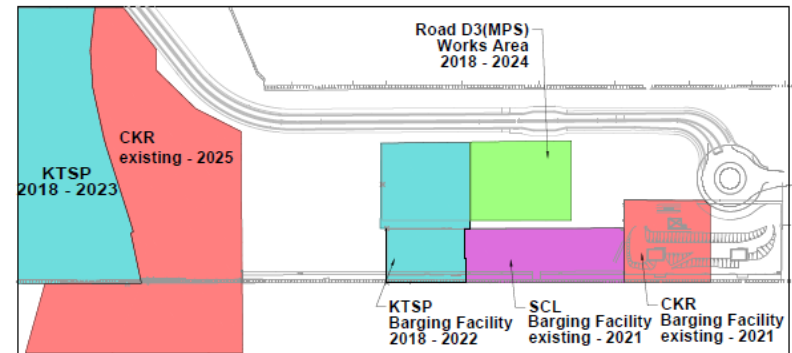 Road D3(MPS)
Works Area
2018 - 2024
CKR
existing - 2025
KTSP
2018 - 2023
KTSP
Barging Facility
2018 - 2022
SCL
Barging Facility
existing - 2021
CKR
Barging Facility
existing - 2021